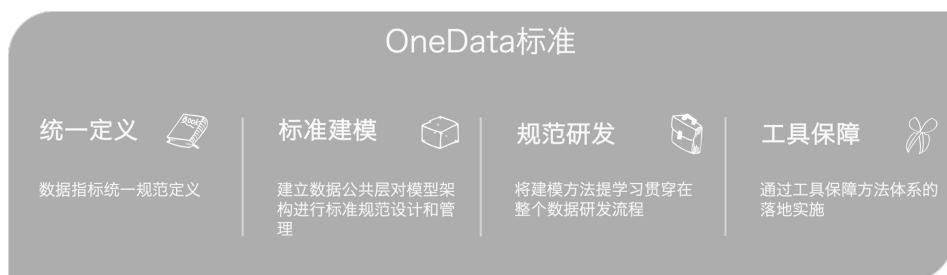 OneData标准
统一定义
Book
数据指标统一规范定义
标准建模
建立数据公共层对模型架
构进行标准规范设计和管
理
规范研发
将建模方法提学习贯穿在
整个数据研发流程
工具保障
通过工具保障方法体系的
落地实施